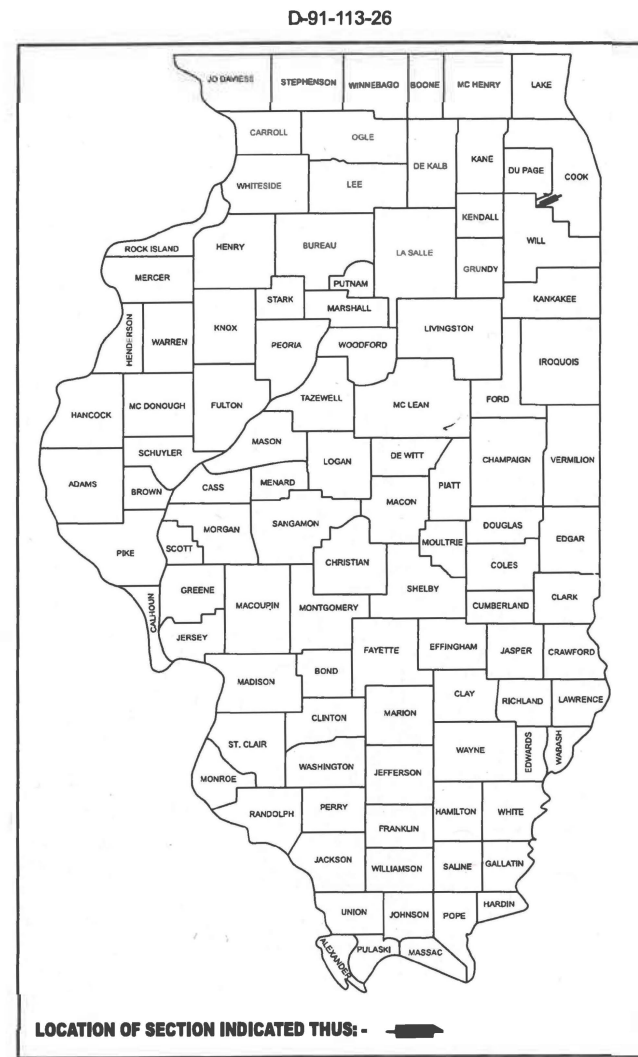 D-91-113-26
JO DAVIESS
STEPHENSON
WINNEBAGO
BOONE
MC HENRY
LAKE
CARROLL
OGLE
DE KALB
KANE
DU PAGE
COOK
WHITESIDE
LEE
KENDALL
WILL
ROCK ISLAND
HENRY
BUREAU
LA SALLE
GRUNDY
MERCER
PUTNAM
STARK
MARSHALL
KANKAKEE
HENDERSON
WARREN
KNOX
PEORIA
WOODFORD
LIVINGSTON
IROQUOIS
HANCOCK
MC DONOUGH
FULTON
TAZEWELL
MC LEAN
FORD
MASON
SCHUYLER
LOGAN
DE WITT
CHAMPAIGN
VERMILION
ADAMS
BROWN
CASS
MENARD
MACON
PIATT
PIKE
SCOTT
MORGAN
SANGAMON
CHRISTIAN
MOULTRIE
DOUGLAS
EDGAR
COLES
CALHOUN
GREENE
MACOUPIN
MONTGOMERY
SHELBY
CUMBERLAND
CLARK
JERSEY
FAYETTE
EFFINGHAM
JASPER
CRAWFORD
MADISON
BOND
CLAY
RICHLAND
LAWRENCE
CLINTON
MARION
ST. CLAIR
WASHINGTON
WAYNE
EDWARDS
WABASH
MONROE
JEFFERSON
RANDOLPH
PERRY
HAMILTON
WHITE
FRANKLIN
JACKSON
WILLIAMSON
SALINE
GALLATIN
UNION
JOHNSON
POPE
HARDIN
ALEXANDER
PULASKI
MASSAC
LOCATION OF SECTION INDICATED THUS: -